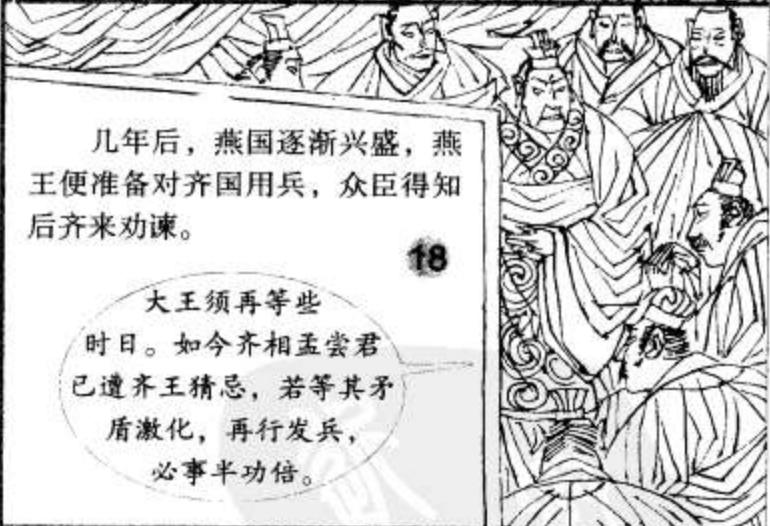 几年后，燕国逐渐兴盛，燕
王便准备对齐国用兵，众臣得知
后齐来劝谏。
18
大王须再等些
时日。如今齐相孟尝君
已遭齐王猜忌，若等其矛
盾激化，再行发兵，
必事半功倍。